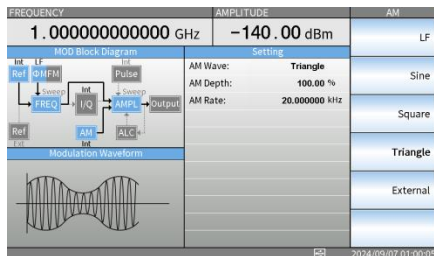 FREQUENCY
AMPLITUDE
AM
1.000000000000 GHz
-140.00 dBm
LF
MOD Block Diagram
Setting
Int
LF
Int
Ref
ΦM
FM
Pulse
Sweep
Int
Sweep
FREQ
I/Q
AMPL
Output
Ref
AM
ALC
Ext
Int
AM Wave: Triangle
AM Depth: 100.00 %
AM Rate: 20.000000 kHz
Sine
Square
Triangle
External
Modulation Waveform
2024/09/07 01:00:05